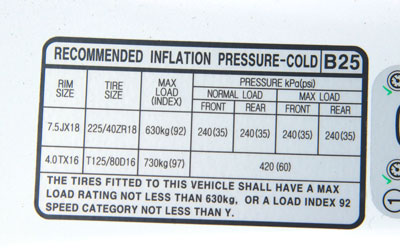 RECOMMENDED INFLATION PRESSURE-COLD B25
RIM SIZE TIRE SIZE MAX LOAD (INDEX) PRESSURE kPa(psi)
NORMAL LOAD MAX LOAD
FRONT REAR FRONT REAR
7.5JX18 225/40ZR18 630kg(92) 240(35) 240(35) 240(35) 240(35)
4.0TX16 T125/80D16 730kg(97) 420 (60)
THE TIRES FITTED TO THIS VEHICLE SHALL HAVE A MAX
LOAD RATING NOT LESS THAN 630kg, OR A LOAD INDEX 92
SPEED CATEGORY NOT LESS THAN Y.
1